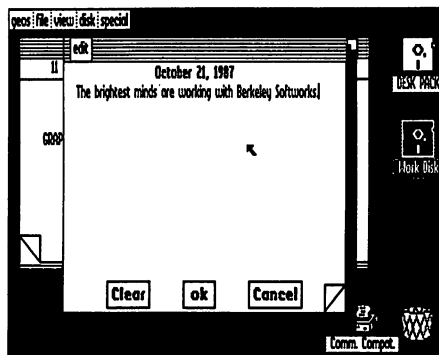 geos file view disk special
edit
11
October 21, 1987
The brightest minds are working with Berkeley Softworks.
DESK PACK
GRAP
Work Disk
Clear
ok
Cancel
Comm. Compat.